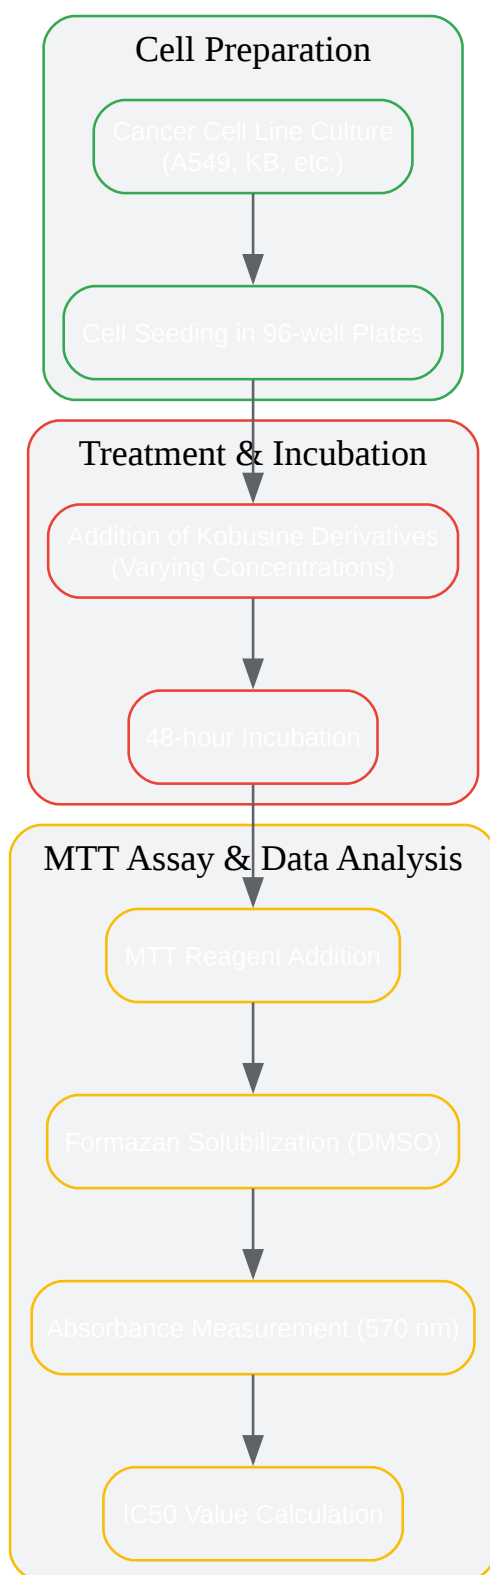 Cell Preparation
Cancer Cell Line Culture
(A549, KB, etc.)
Cell Seeding in 96-well Plates
Treatment & Incubation
Addition of Kobusine Derivatives
(Varying Concentrations)
48-hour Incubation
MTT Assay & Data Analysis
MTT Reagent Addition
Formazan Solubilization (DMSO)
Absorbance Measurement (570 nm)
IC50 Value Calculation